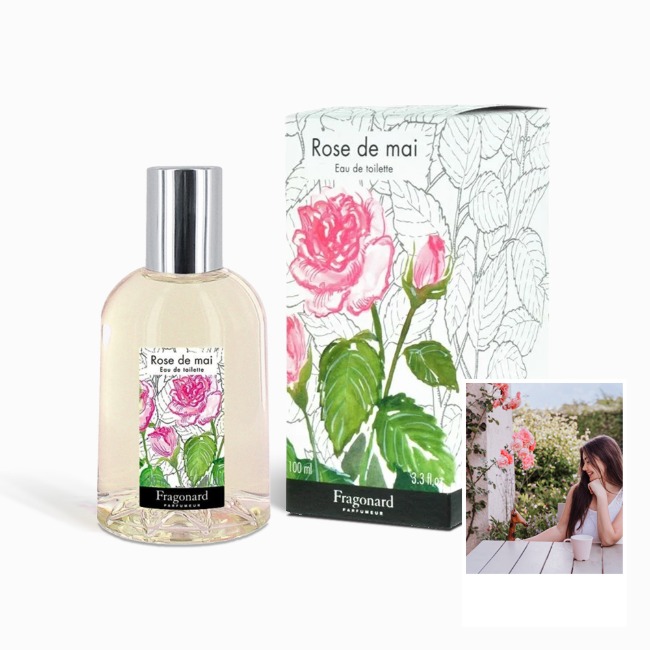 Rose de mai
Eau de toilette
Rose de mai
Eau de toilette
Fragonard
PARFUMEUR
100 ml
3.3 fl oz
Fragonard
PARFUMEUR